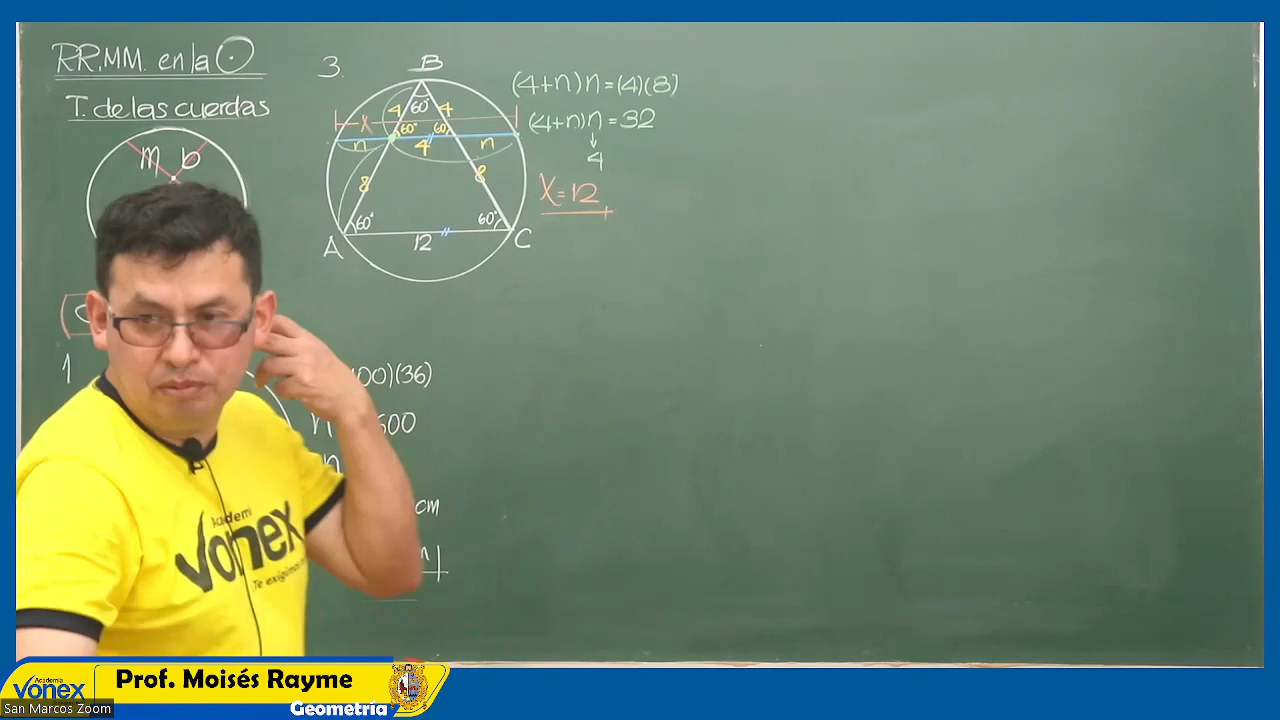 RR.MM. en la
T. de las cuerdas
m b
1
3.
B
60°
4 4
X
60° 60°
n 4 n
8 8
60° 60°
A 12 C
(4+n)n=(4)(8)
(4+n)n=32
4
X=12
00)(36)
600
n
cm
Academia
vonex
Te exigimos
Prof. Moisés Rayme
Academia
vonex
Geometría
San Marcos Zoom